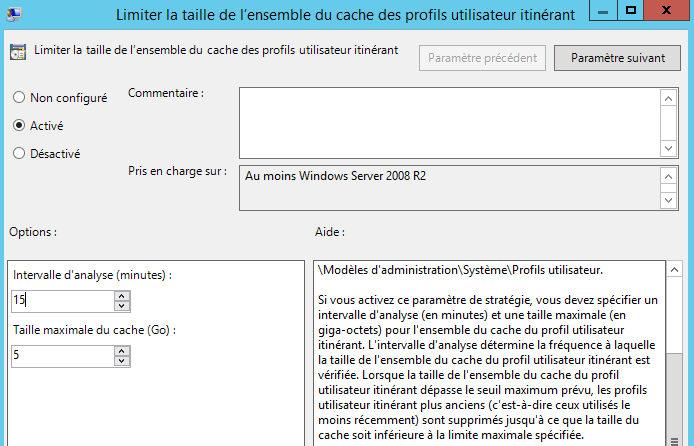 Limiter la taille de l'ensemble du cache des profils utilisateur itinérant
Limiter la taille de l'ensemble du cache des profils utilisateur itinérant
Paramètre précédent
Paramètre suivant
Non configuré
Activé
Désactivé
Commentaire :
Pris en charge sur :
Au moins Windows Server 2008 R2
Options :
Aide :
Intervalle d'analyse (minutes) :
15
Taille maximale du cache (Go) :
5
\Modèles d'administration\Système\Profils utilisateur.
Si vous activez ce paramètre de stratégie, vous devez spécifier un
intervalle d'analyse (en minutes) et une taille maximale (en
giga-octets) pour l'ensemble du cache du profil utilisateur
itinérant. L'intervalle d'analyse détermine la fréquence à laquelle
la taille de l'ensemble du cache du profil utilisateur itinérant est
vérifiée. Lorsque la taille de l'ensemble du cache du profil
utilisateur itinérant dépasse le seuil maximum prévu, les profils
utilisateur itinérant plus anciens (c'est-à-dire ceux utilisés le
moins récemment) sont supprimés jusqu'à ce que la taille du
cache soit inférieure à la limite maximale spécifiée.